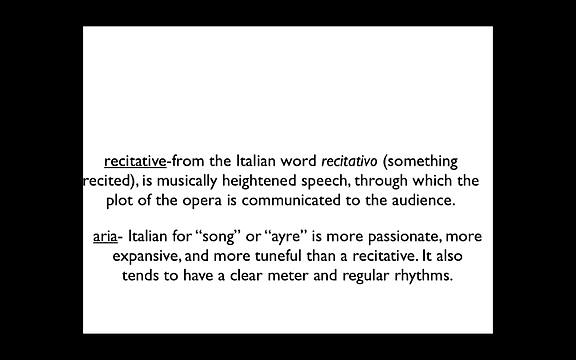 recitative-from the Italian word recitativo (something
recited), is musically heightened speech, through which the
plot of the opera is communicated to the audience.
aria- Italian for “song” or “ayre” is more passionate, more
expansive, and more tuneful than a recitative. It also
tends to have a clear meter and regular rhythms.